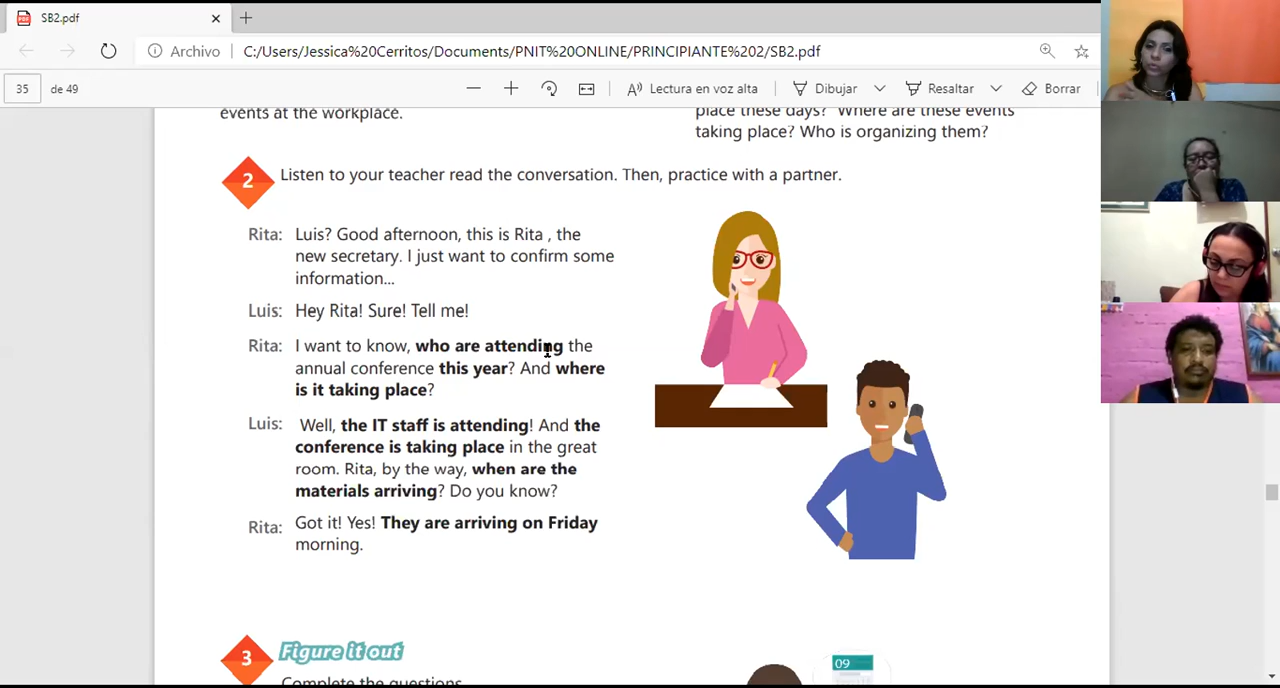 SB2.pdf
Archivo
C:/Users/Jessica%20Cerritos/Documents/PNIT%20ONLINE/PRINCIPIANTE%202/SB2.pdf
35 de 49
Lectura en voz alta
Dibujar
Resaltar
Borrar
events at the workplace.
place these days? Where are these events
taking place? Who is organizing them?
2 Listen to your teacher read the conversation. Then, practice with a partner.
Rita: Luis? Good afternoon, this is Rita , the
new secretary. I just want to confirm some
information...
Luis: Hey Rita! Sure! Tell me!
Rita: I want to know, who are attending the
annual conference this year? And where
is it taking place?
Luis: Well, the IT staff is attending! And the
conference is taking place in the great
room. Rita, by the way, when are the
materials arriving? Do you know?
Rita: Got it! Yes! They are arriving on Friday
morning.
3 Figure it out
Complete the questions
09